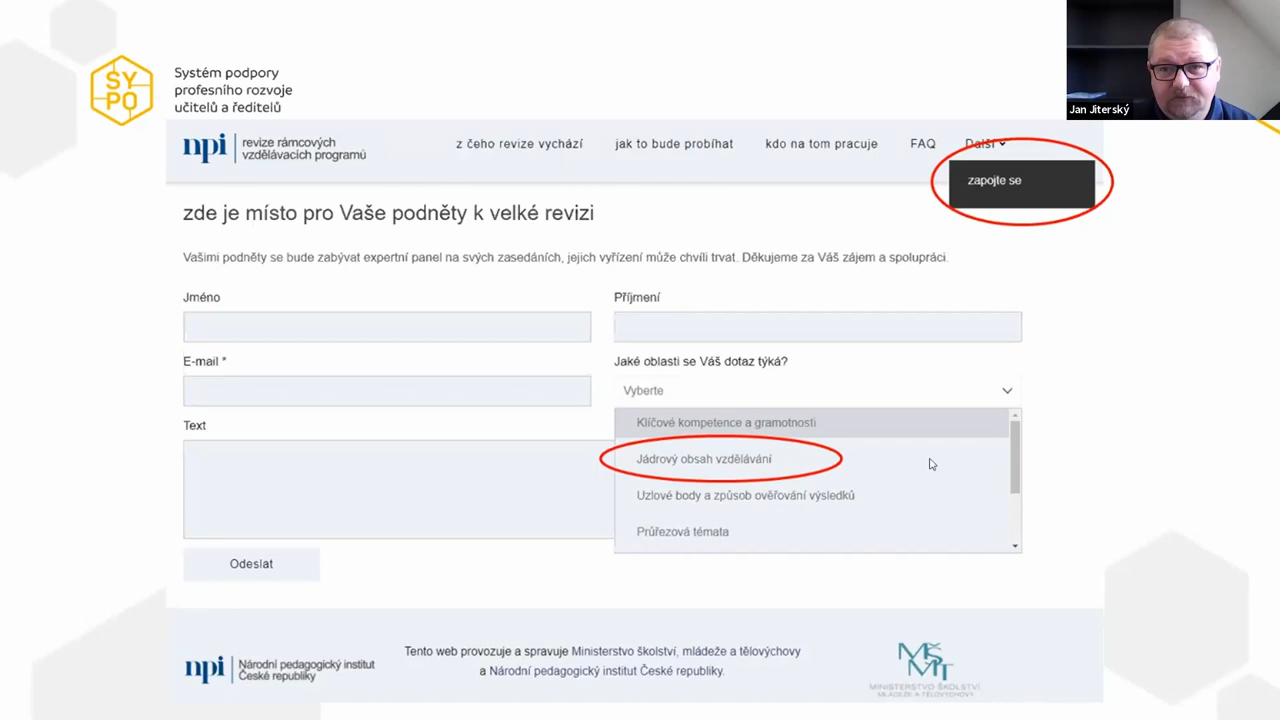 SY
PO
Systém podpory
profesního rozvoje
učitelů a ředitelů
Jan Jiterský
npi
revize rámcových
vzdělávacích programů
z čeho revize vychází
jak to bude probíhat
kdo na tom pracuje
FAQ
Další
zapojte se
zde je místo pro Vaše podněty k velké revizi
Vašimi podněty se bude zabývat expertní panel na svých zasedáních, jejich vyřízení může chvíli trvat. Děkujeme za Váš zájem a spolupráci.
Jméno
Příjmení
E-mail *
Jaké oblasti se Váš dotaz týká?
Vyberte
Text
Klíčové kompetence a gramotnosti
Jádrový obsah vzdělávání
Uzlové body a způsob ověřování výsledků
Průřezová témata
Odeslat
npi
Národní pedagogický institut
České republiky
Tento web provozuje a spravuje Ministerstvo školství, mládeže a tělovýchovy
a Národní pedagogický institut České republiky.
MŠMT
MINISTERSTVO ŠKOLSTVÍ
MLÁDEŽE A TĚLOVÝCHOVY